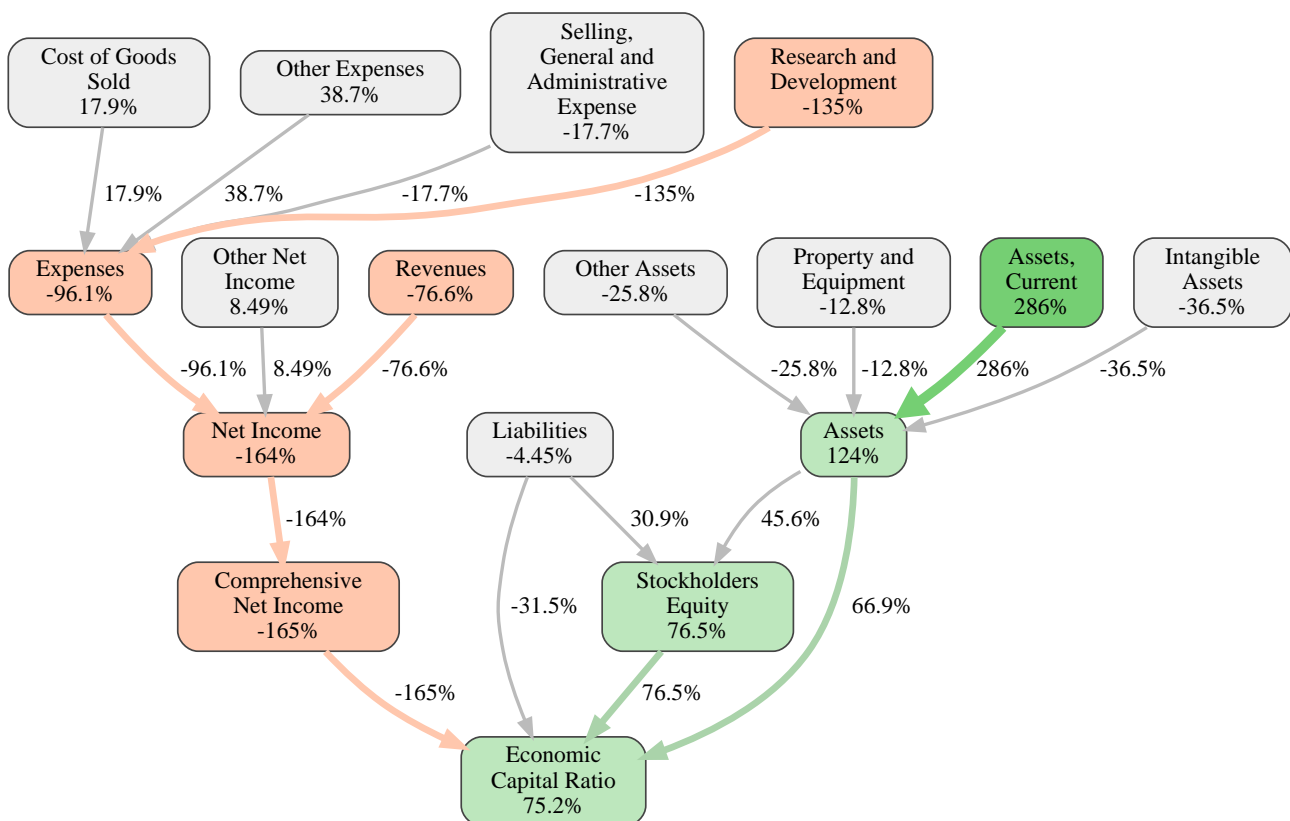 Cost of Goods
Sold
17.9%
Other Expenses
38.7%
Selling,
General and
Administrative
Expense
-17.7%
Research and
Development
-135%
17.9%
38.7%
-17.7%
-135%
Expenses
-96.1%
Other Net
Income
8.49%
Revenues
-76.6%
Other Assets
-25.8%
Property and
Equipment
-12.8%
Assets,
Current
286%
Intangible
Assets
-36.5%
-96.1%
8.49%
-76.6%
-25.8%
-12.8%
286%
-36.5%
Net Income
-164%
Liabilities
-4.45%
Assets
124%
-164%
30.9%
45.6%
Comprehensive
Net Income
-165%
-31.5%
Stockholders
Equity
76.5%
66.9%
-165%
76.5%
Economic
Capital Ratio
75.2%